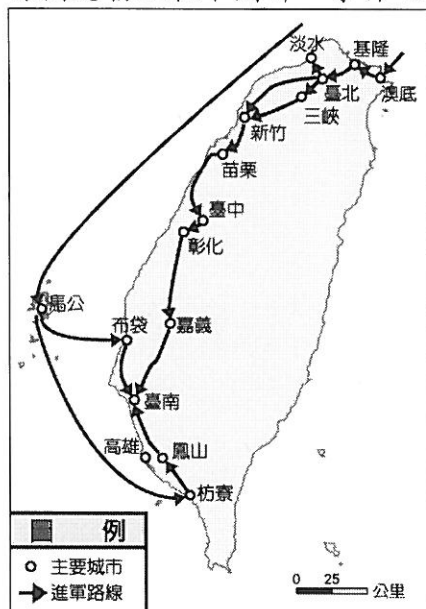 淡水
基隆
臺北
澳底
三峽
新竹
苗栗
臺中
彰化
馬公
布袋
嘉義
臺南
高雄
鳳山
枋寮
圖 例
主要城市
進軍路線
0 25 公里